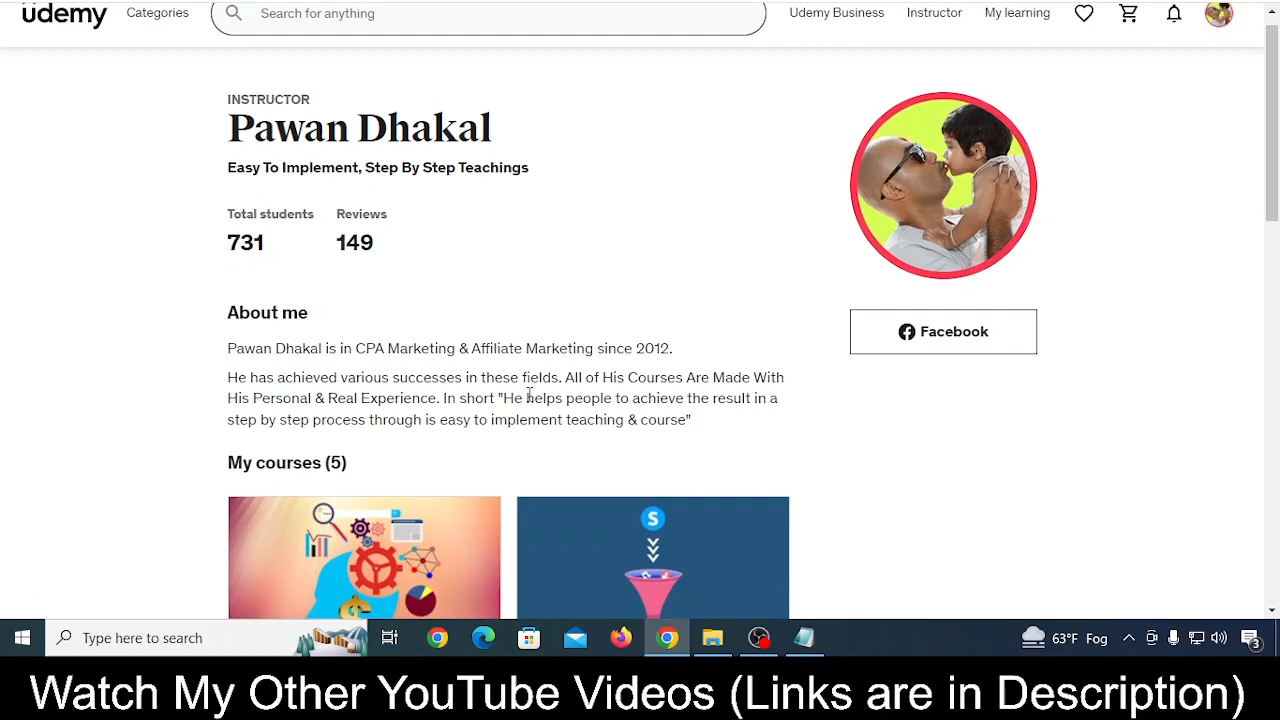 ûdemy Categories Search for anything Udemy Business Instructor My learning
INSTRUCTOR
Pawan Dhakal
Easy To Implement, Step By Step Teachings
Total students Reviews
731 149
Facebook
About me
Pawan Dhakal is in CPA Marketing & Affiliate Marketing since 2012.
He has achieved various successes in these fields. All of His Courses Are Made With
His Personal & Real Experience. In short "He helps people to achieve the result in a
step by step process through is easy to implement teaching & course"
My courses (5)
S
Type here to search 63°F Fog 3
Watch My Other YouTube Videos (Links are in Description)